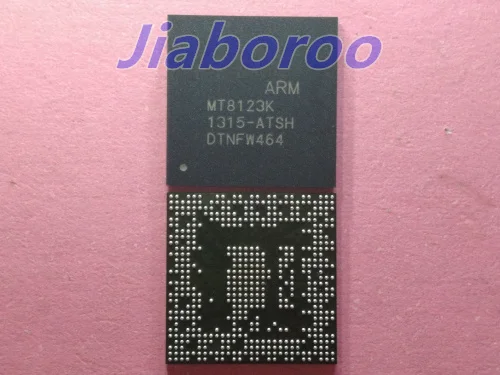 Jiaboroo
ARM
MT8123K
1315-ATSH
DTNFW464